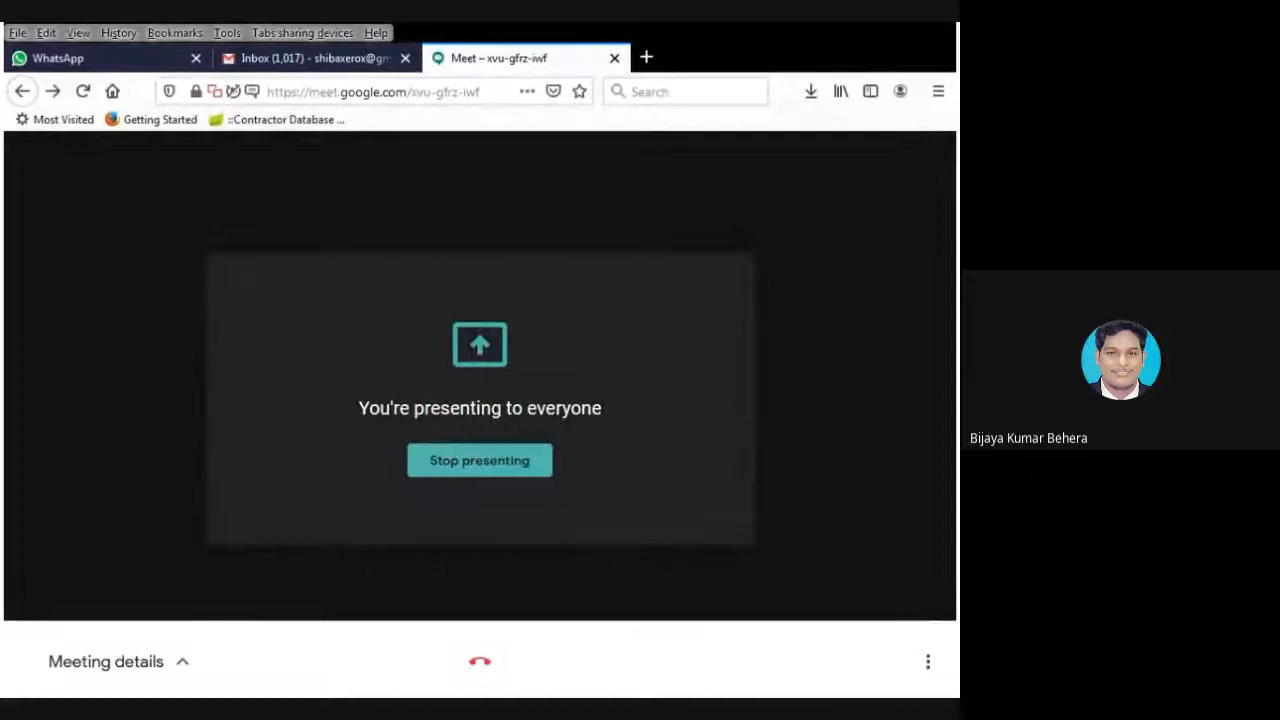 File Edit View History Bookmarks Tools Tabs sharing devices Help
WhatsApp Inbox (1,017) - shibaxerox@gm Meet – xvu-gfrz-iwf
https://meet.google.com/xvu-gfrz-iwf Search
Most Visited Getting Started ::Contractor Database ...
You're presenting to everyone
Stop presenting
Bijaya Kumar Behera
Meeting details